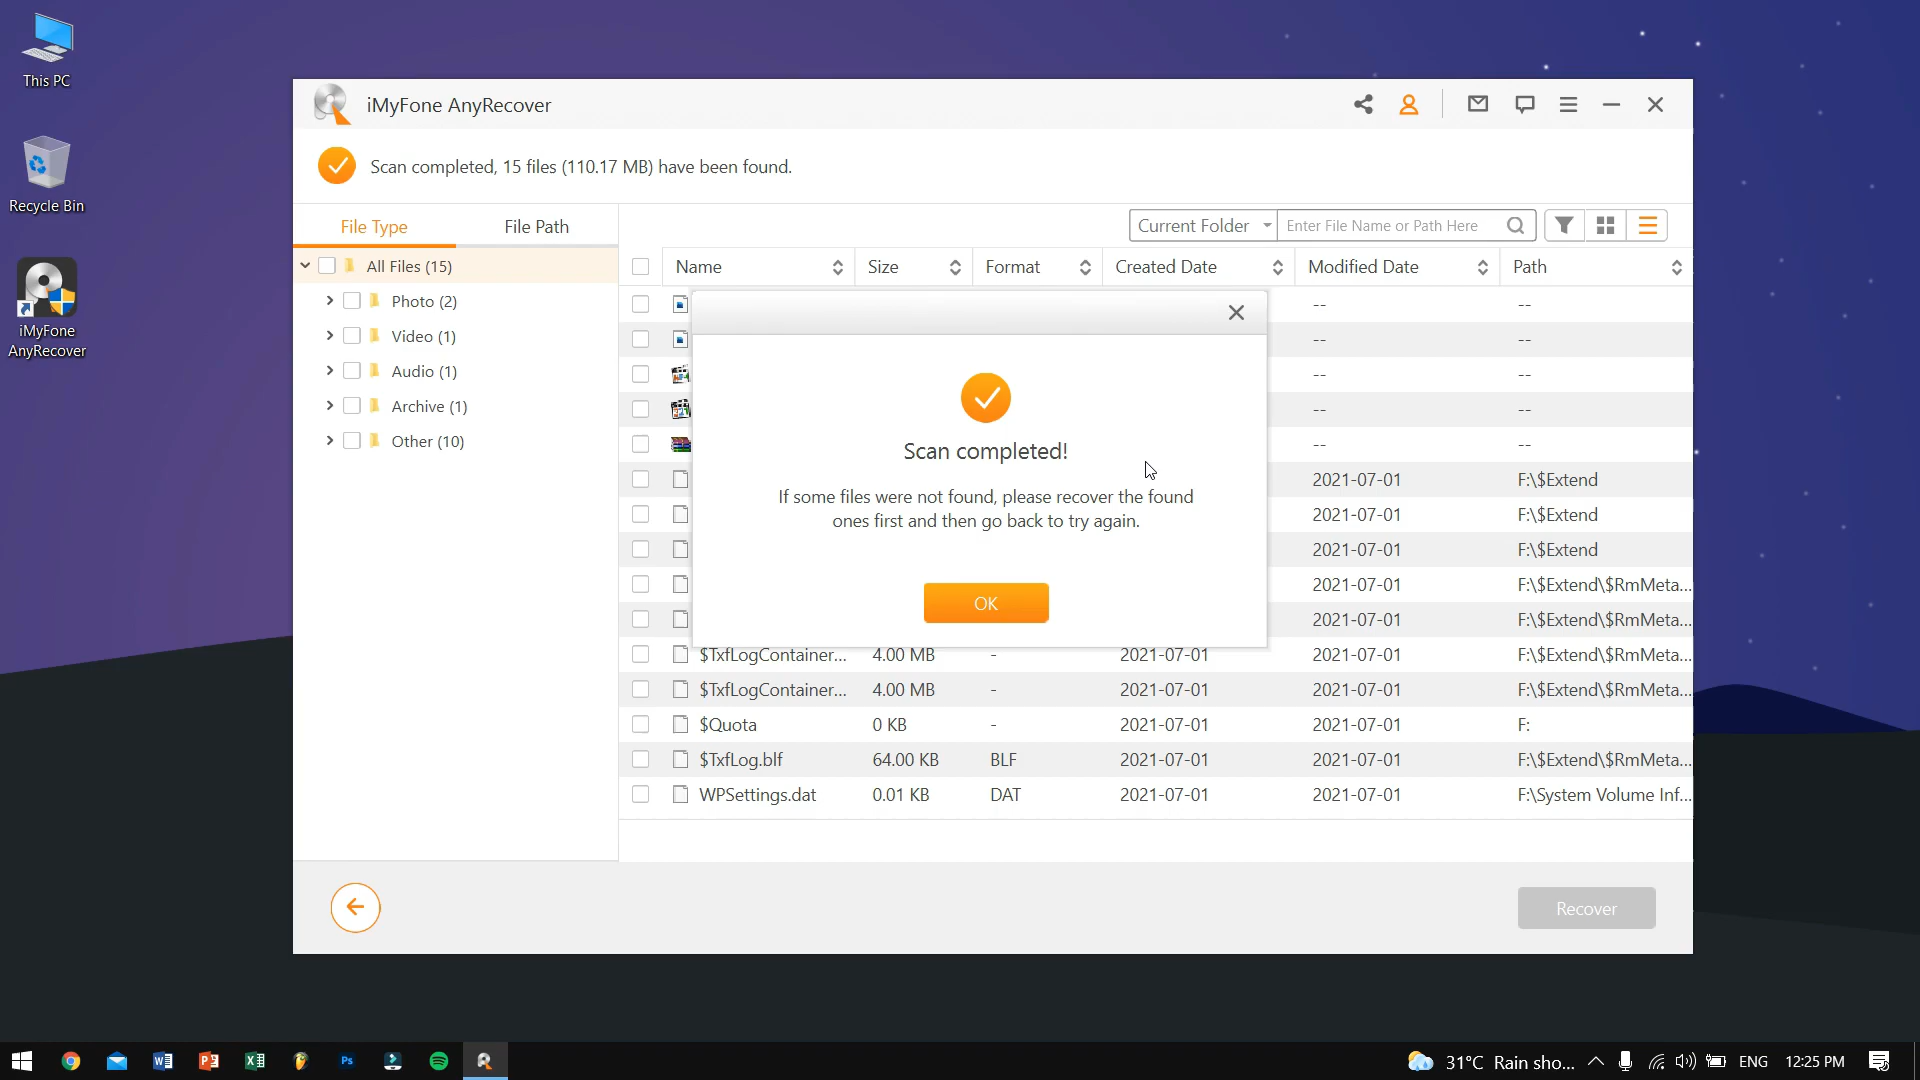 This PC
Recycle Bin
iMyFone
AnyRecover
iMyFone AnyRecover
Scan completed, 15 files (110.17 MB) have been found.
File Type File Path
Current Folder Enter File Name or Path Here
All Files (15)
Photo (2)
Video (1)
Audio (1)
Archive (1)
Other (10)
Name Size Format Created Date Modified Date Path
-- --
-- --
-- --
-- --
-- --
2021-07-01 F:\$Extend
2021-07-01 F:\$Extend
2021-07-01 F:\$Extend
2021-07-01 F:\$Extend\$RmMeta...
2021-07-01 F:\$Extend\$RmMeta...
$TxfLogContainer... 4.00 MB - 2021-07-01 2021-07-01 F:\$Extend\$RmMeta...
$TxfLogContainer... 4.00 MB - 2021-07-01 2021-07-01 F:\$Extend\$RmMeta...
$Quota 0 KB - 2021-07-01 2021-07-01 F:
$TxfLog.blf 64.00 KB BLF 2021-07-01 2021-07-01 F:\$Extend\$RmMeta...
WPSettings.dat 0.01 KB DAT 2021-07-01 2021-07-01 F:\System Volume Inf...
Scan completed!
If some files were not found, please recover the found
ones first and then go back to try again.
OK
Recover
Ps
31°C Rain sho... ENG 12:25 PM